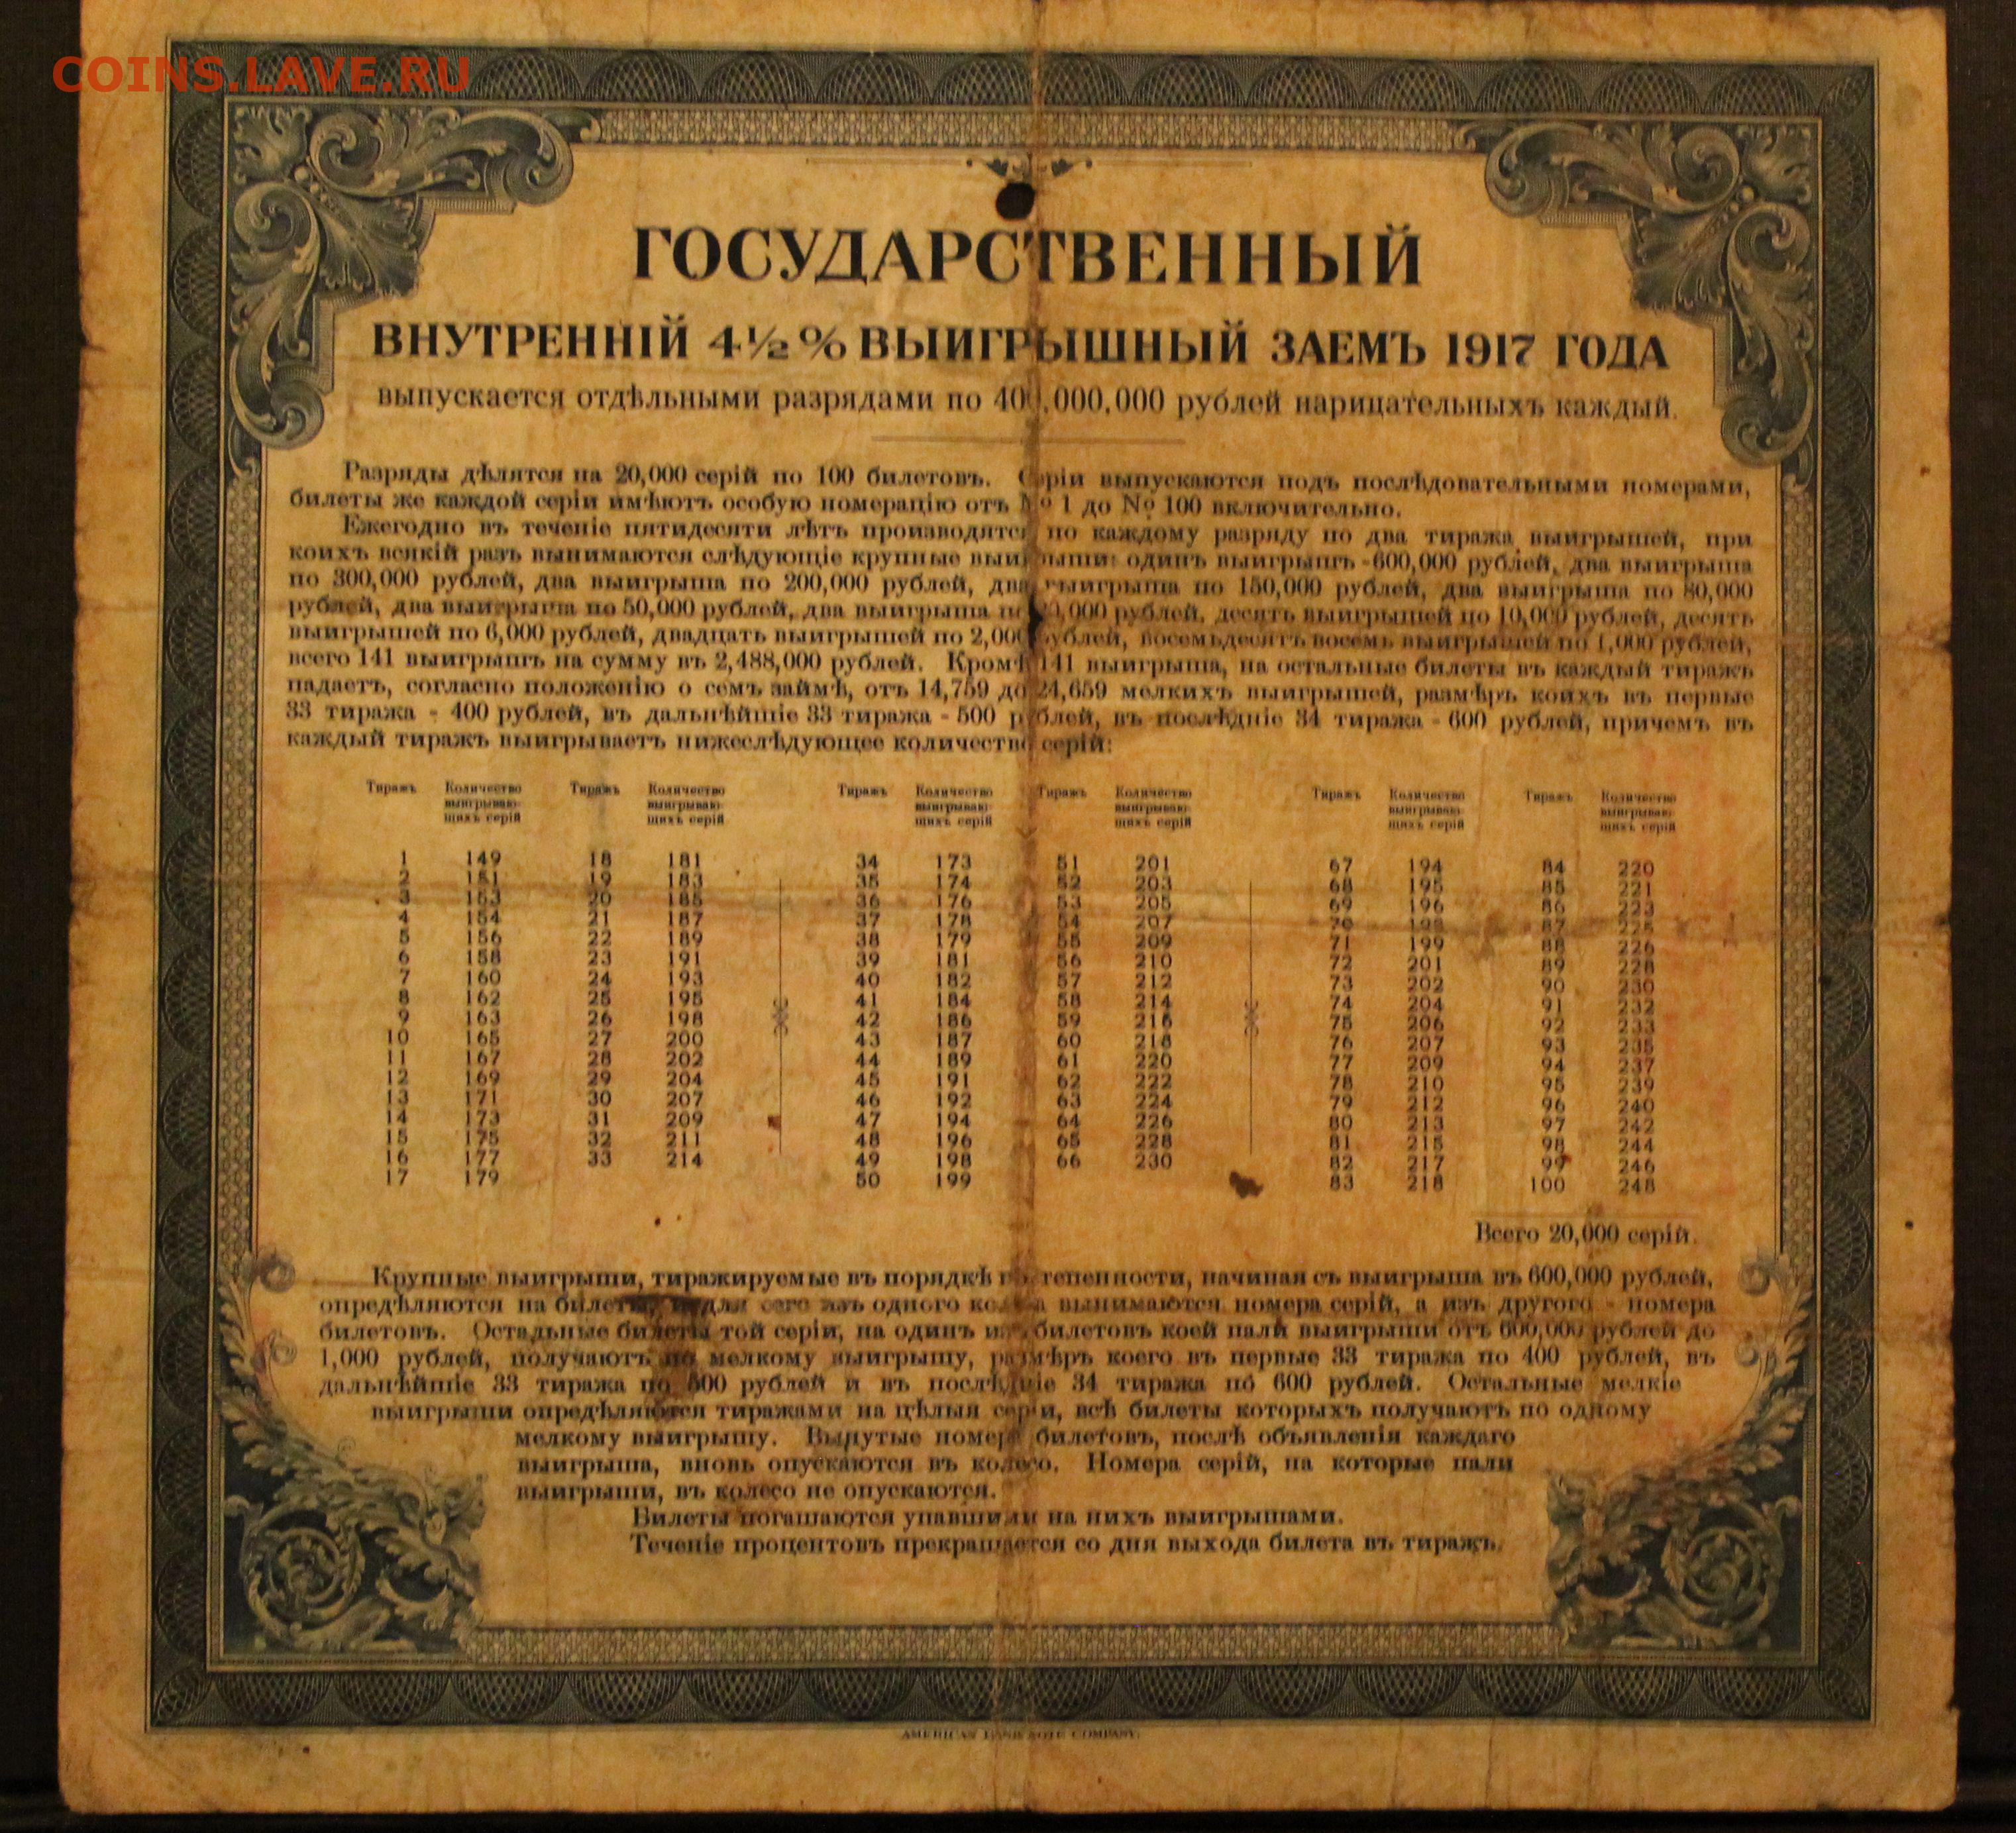 COINS.LAVE.RU
ГОСУДАРСТВЕННЫЙ
ВНУТРЕННІЙ 4½% ВЫИГРЫШНЫЙ ЗАЕМЪ 1917 ГОДА
выпускается отдѣльными разрядами по 400,000,000 рублей нарицательныхъ каждый.
Разряды дѣлятся на 20,000 серій по 100 билетовъ. Серіи выпускаются подъ послѣдовательными номерами,
билеты же каждой серіи имѣютъ особую номерацію отъ № 1 до № 100 включительно.
Ежегодно въ теченіе пятидесяти лѣтъ производятся по каждому разряду по два тиража выигрышей, при
коихъ всякій разъ вынимаются слѣдующіе крупные выигрыши: одинъ выигрышъ - 600,000 рублей, два выигрыша
по 300,000 рублей, два выигрыша по 200,000 рублей, два выигрыша по 150,000 рублей, два выигрыша по 80,000
рублей, два выигрыша по 50,000 рублей, два выигрыша по 20,000 рублей, десять выигрышей по 10,000 рублей, десять
выигрышей по 6,000 рублей, двадцать выигрышей по 2,000 рублей, восемьдесятъ восемь выигрышей по 1,000 рублей,
всего 141 выигрышъ на сумму въ 2,488,000 рублей. Кромѣ 141 выигрыша, на остальные билеты въ каждый тиражъ
падаетъ, согласно положенію о семъ займѣ, отъ 14,759 до 24,659 мелкихъ выигрышей, размѣръ коихъ въ первые
33 тиража - 400 рублей, въ дальнѣйшіе 33 тиража - 500 рублей, въ послѣдніе 34 тиража - 600 рублей, причемъ въ
каждый тиражъ выигрываетъ нижеслѣдующее количество серій:
Тиражъ Количество Тиражъ Количество Тиражъ Количество Тиражъ Количество Тиражъ Количество Тиражъ Количество
выигрываю- выигрываю- выигрываю- выигрываю- выигрываю- выигрываю-
щихъ серій щихъ серій щихъ серій щихъ серій щихъ серій щихъ серій
1 149 18 181 34 173 51 201 67 194 84 220
2 151 19 183 35 174 52 203 68 195 85 221
3 153 20 185 36 176 53 205 69 196 86 223
4 154 21 187 37 178 54 207 70 198 87 225
5 156 22 189 38 179 55 209 71 199 88 226
6 158 23 191 39 181 56 210 72 201 89 228
7 160 24 193 40 182 57 212 73 202 90 230
8 162 25 195 41 184 58 214 74 204 91 232
9 163 26 198 42 186 59 216 75 206 92 233
10 165 27 200 43 187 60 218 76 207 93 235
11 167 28 202 44 189 61 220 77 209 94 237
12 169 29 204 45 191 62 222 78 210 95 239
13 171 30 207 46 192 63 224 79 212 96 240
14 173 31 209 47 194 64 226 80 213 97 242
15 175 32 211 48 196 65 228 81 215 98 244
16 177 33 214 49 198 66 230 82 217 99 246
17 179 50 199 83 218 100 248
Всего 20,000 серій.
Крупные выигрыши, тиражируемые въ порядкѣ постепенности, начиная съ выигрыша въ 600,000 рублей,
опредѣляются на билеты, и для сего изъ одного колеса вынимаются номера серій, а изъ другого - номера
билетовъ. Остальные билеты той серіи, на одинъ изъ билетовъ коей пали выигрыши отъ 600,000 рублей до
1,000 рублей, получаютъ по мелкому выигрышу, размѣръ коего въ первые 33 тиража по 400 рублей, въ
дальнѣйшіе 33 тиража по 500 рублей и въ послѣдніе 34 тиража по 600 рублей. Остальные мелкіе
выигрыши опредѣляются тиражами на цѣлыя серіи, всѣ билеты которыхъ получаютъ по одному
мелкому выигрышу. Вынутые номера билетовъ, послѣ объявленія каждаго
выигрыша, вновь опускаются въ колесо. Номера серій, на которые пали
выигрыши, въ колесо не опускаются.
Билеты погашаются упавшими на нихъ выигрышами.
Теченіе процентовъ прекращается со дня выхода билета въ тиражъ.
AMERICAN BANK NOTE COMPANY.